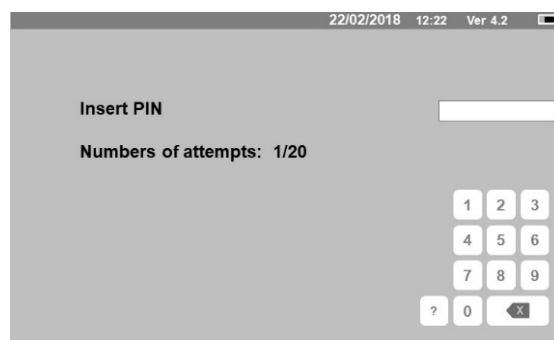 22/02/2018 12:22 Ver 4.2
Insert PIN
Numbers of attempts: 1/20
1 2 3
4 5 6
7 8 9
? 0 X